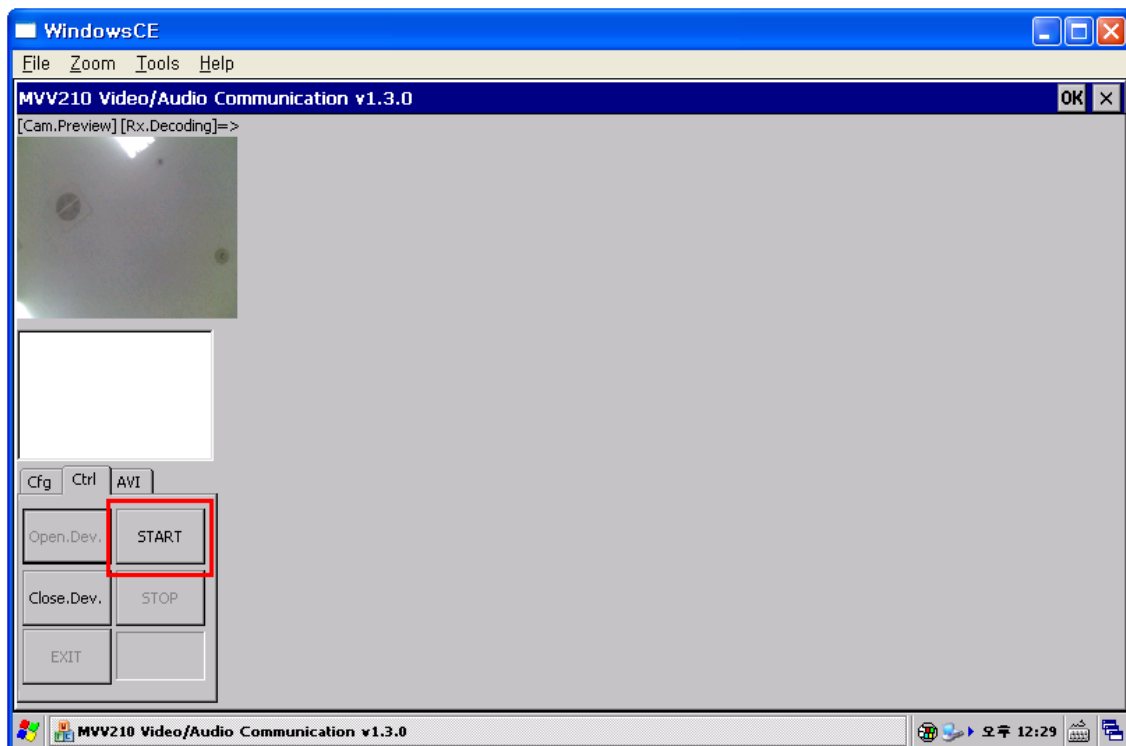 WindowsCE
File Zoom Tools Help
MVV210 Video/Audio Communication v1.3.0 OK
[Cam.Preview] [Rx.Decoding]=>
Cfg Ctrl AVI
Open.Dev. START
Close.Dev. STOP
EXIT
MVV210 Video/Audio Communication v1.3.0 오후 12:29